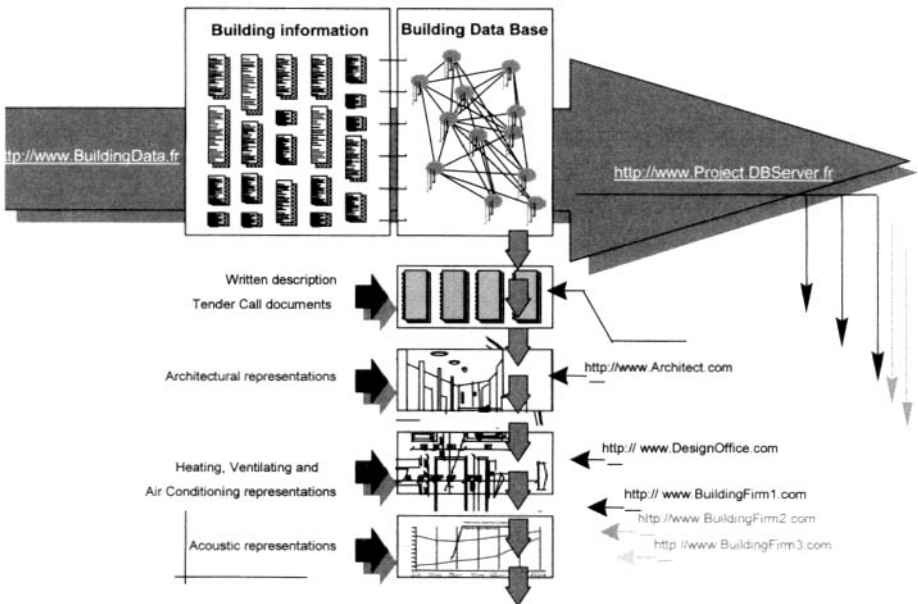 Building information
Building Data Base
http://www.BuildingData.fr
http://www.Project.DBServer.fr
Written description
Tender Call documents
Architectural representations
http://www.Architect.com
Heating, Ventilating and
Air Conditioning representations
http:// www.DesignOffice.com
http:// www.BuildingFirm1.com
http://www.BuildingFirm2.com
http://www.BuildingFirm3.com
Acoustic representations